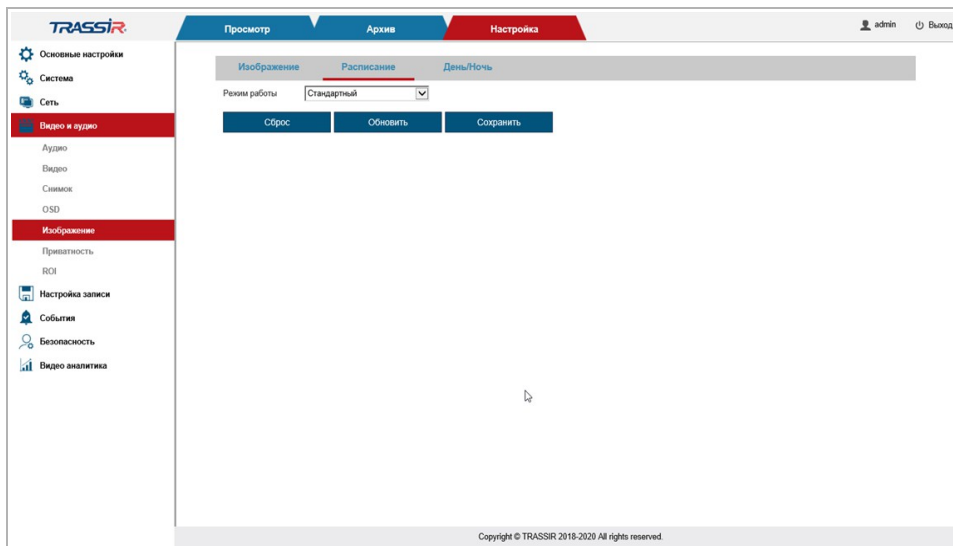 TRASSIR
Просмотр
Архив
Настройка
admin
Выход
Основные настройки
Система
Сеть
Видео и аудио
Аудио
Видео
Снимок
OSD
Изображение
Приватность
ROI
Настройка записи
События
Безопасность
Видео аналитика
Изображение
Расписание
День/Ночь
Режим работы
Стандартный
Сброс
Обновить
Сохранить
Copyright © TRASSIR 2018-2020 All rights reserved.